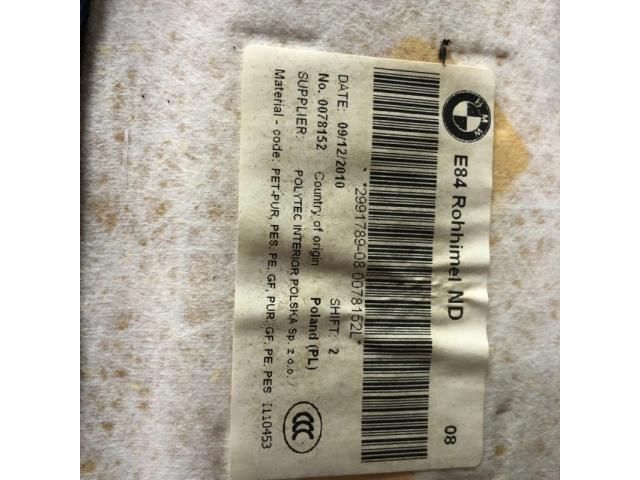 BMW
E84 Rohhimel ND
08
*2991789-08 0078152L*
DATE: 09/12/2010 SHIFT: 2
No. 0078152 Country of origin Poland (PL)
SUPPLIER: POLYTEC INTERIOR POLSKA Sp. z o.o./
Material - code: PET-PUR, PES, PE, GF, PUR, GF, PE, PES I110453
CCC